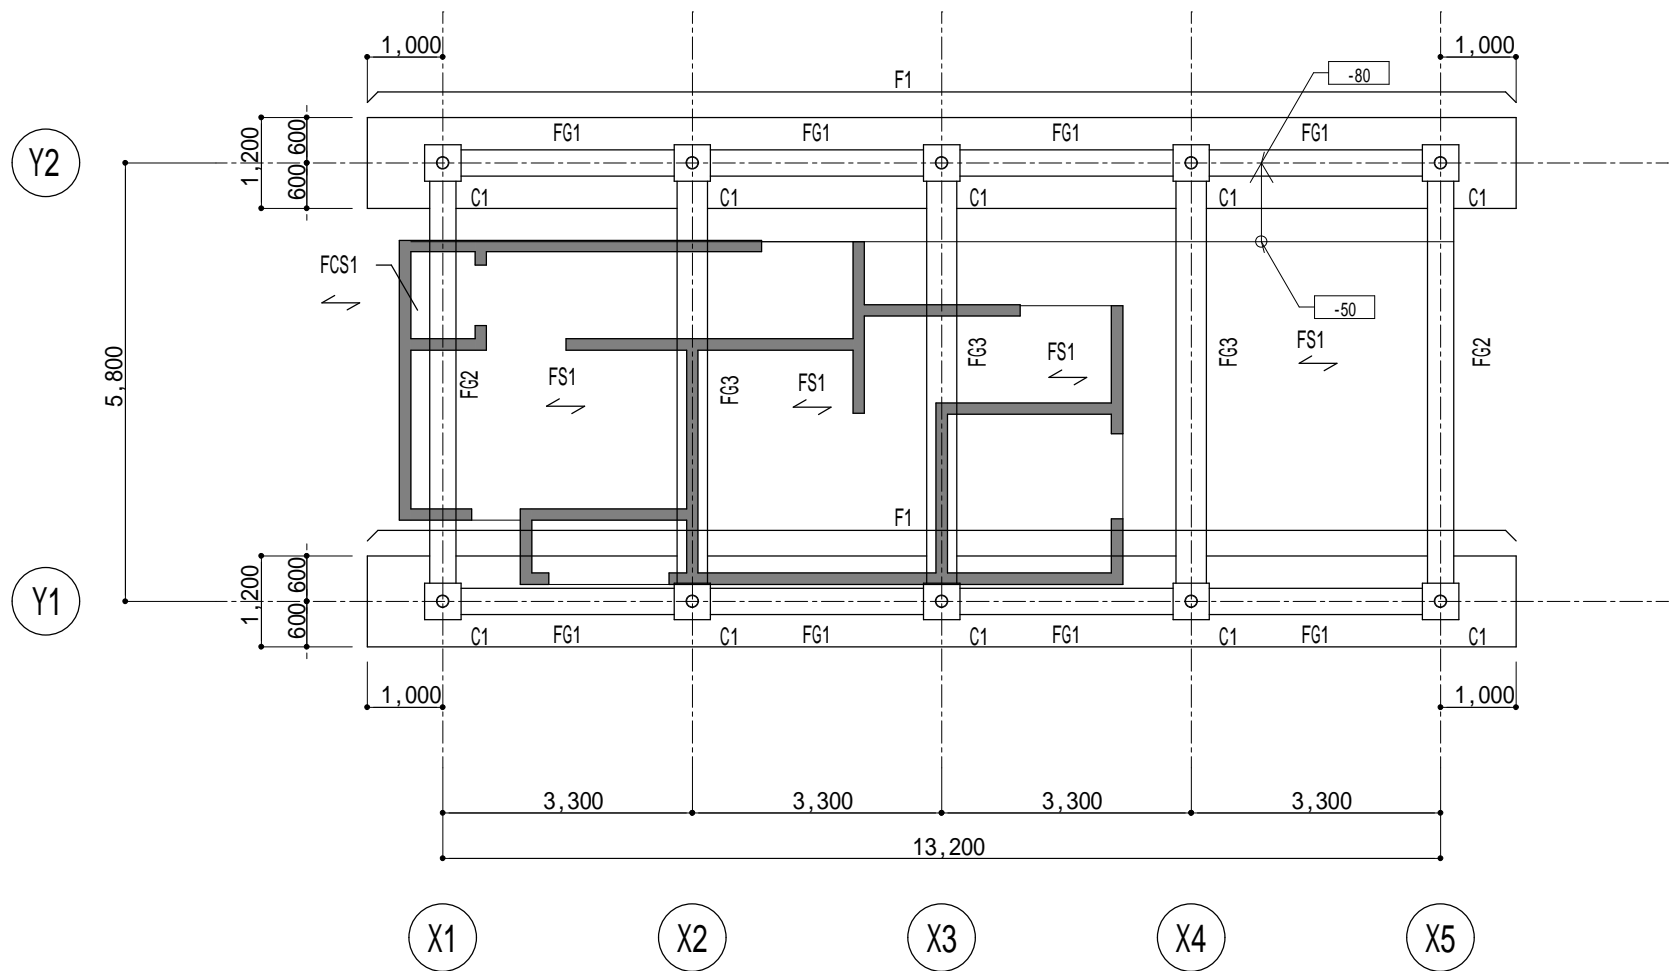 1,000
1,000
F1
-80
1,200
600
600
FG1
FG1
FG1
FG1
Y2
C1
C1
C1
C1
C1
FCS1
-50
5,800
FG2
FS1
FG3
FS1
FG3
FS1
FG3
FS1
FG2
F1
1,200
600
600
Y1
C1
FG1
C1
FG1
C1
FG1
C1
FG1
C1
1,000
1,000
3,300
3,300
3,300
3,300
13,200
X1
X2
X3
X4
X5